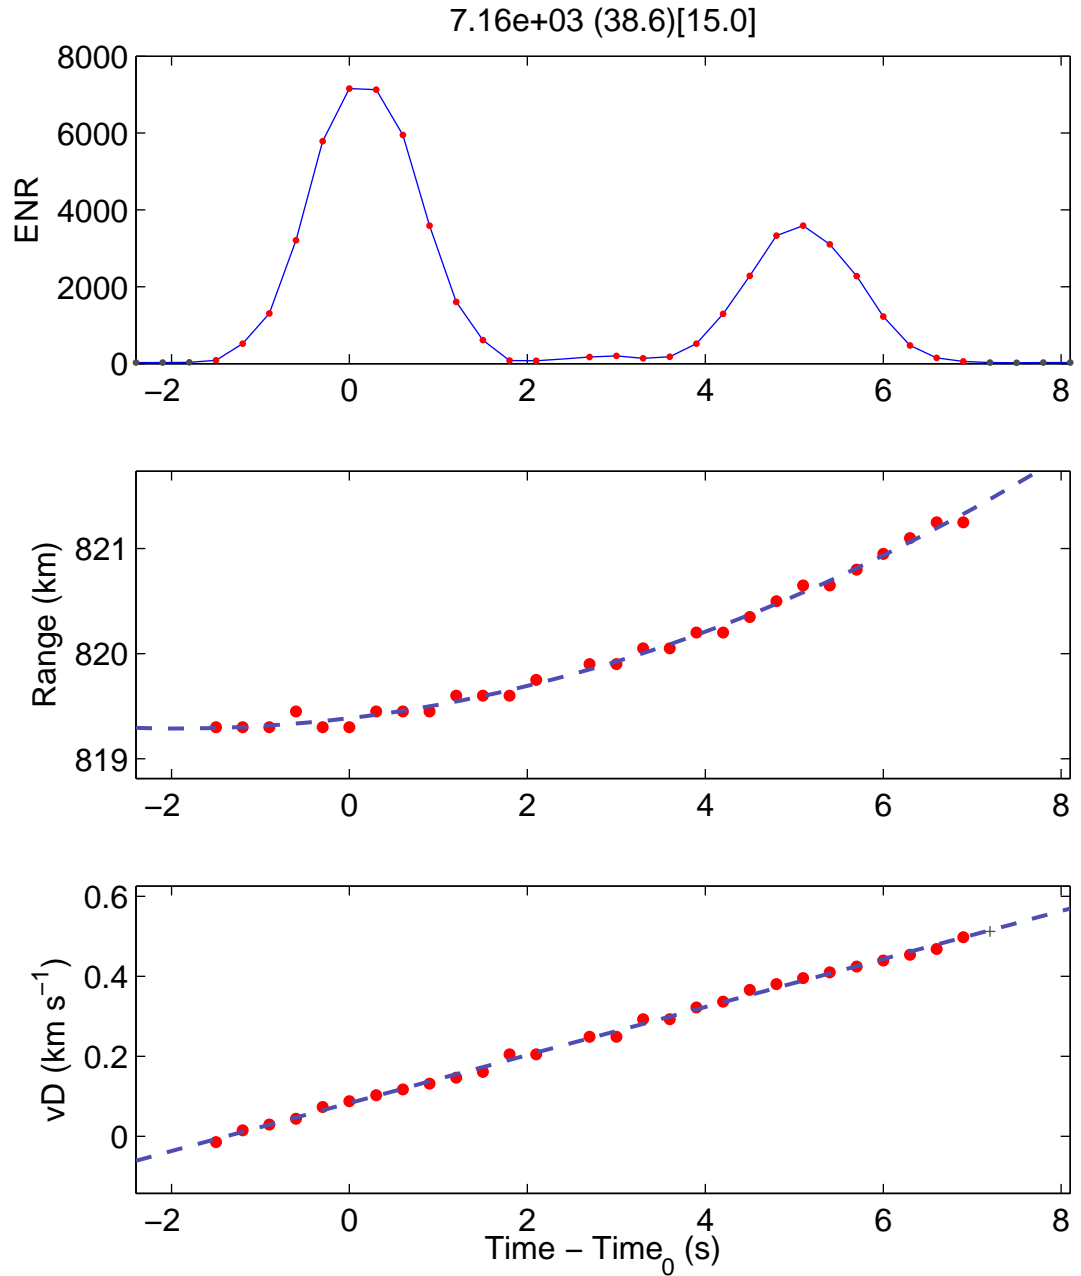 7.16e+03 (38.6)[15.0]
8000
6000
4000
2000
0
ENR
−2 0 2 4 6 8
821
820
819
Range (km)
−2 0 2 4 6 8
0.6
0.4
0.2
0
vD (km s⁻¹)
−2 0 2 4 6 8
Time − Time₀ (s)